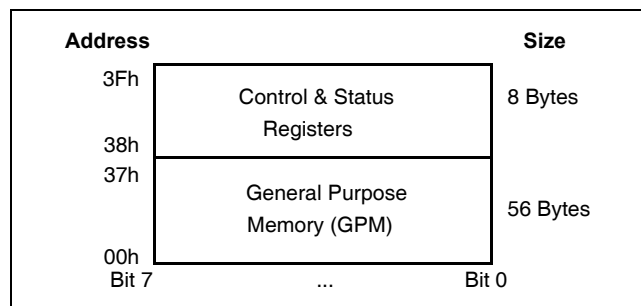 Address Size
3Fh
Control & Status
8 Bytes
Registers
38h
37h
General Purpose
56 Bytes
Memory (GPM)
00h
Bit 7 ... Bit 0